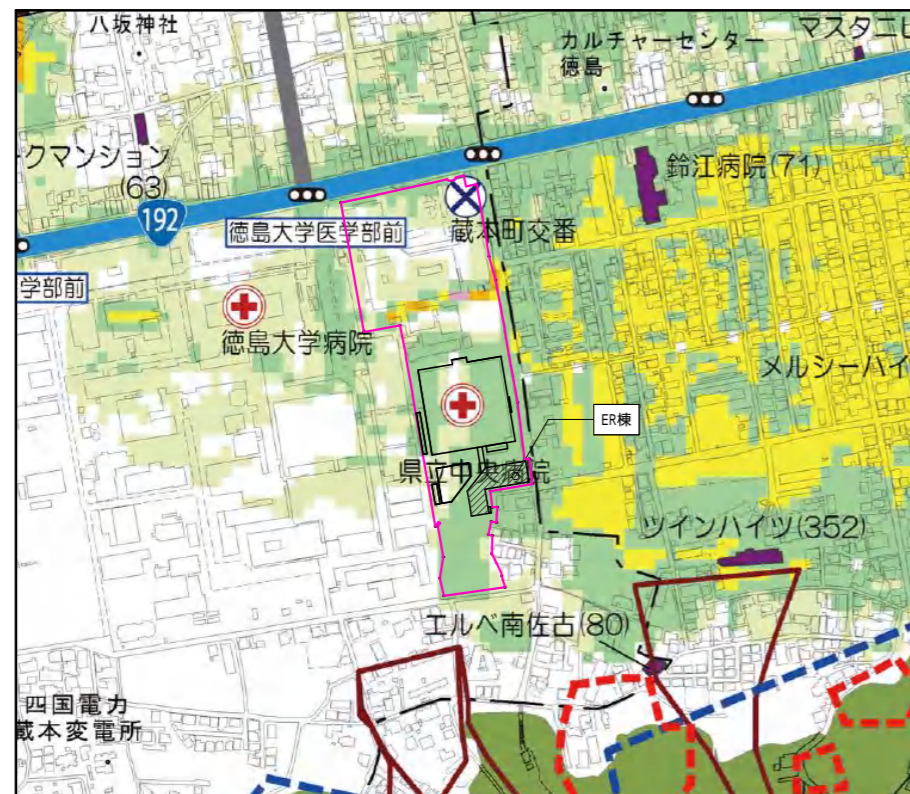 八坂神社
カルチャーセンター
徳島
マスタニビ
クマンション
(63)
鈴江病院(71)
192
徳島大学医学部前
蔵本町交番
学部前
徳島大学病院
メルシーハイ
ER棟
県立中央病院
ツインハイツ(352)
エルベ南佐古(80)
四国電力
蔵本変電所